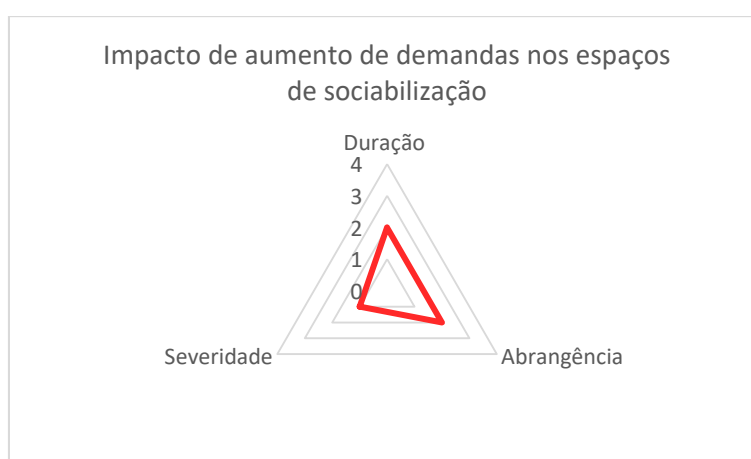 Impacto de aumento de demandas nos espaços
de sociabilização
Duração
4
3
2
1
0
Severidade
Abrangência